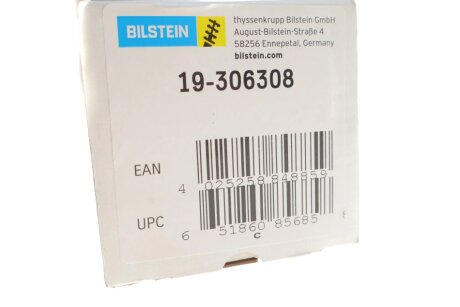 BILSTEIN
thyssenkrupp Bilstein GmbH
August-Bilstein-Straße 4
58256 Ennepetal, Germany
bilstein.com
19-306308
EAN
4 025258 848859
UPC
6 51860 85685 8
c